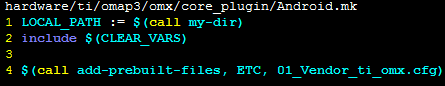 hardware/ti/omap3/omx/core_plugin/Android.mk
1 LOCAL_PATH := $(call my-dir)
2 include $(CLEAR_VARS)
3
4 $(call add-prebuilt-files, ETC, 01_Vendor_ti_omx.cfg)